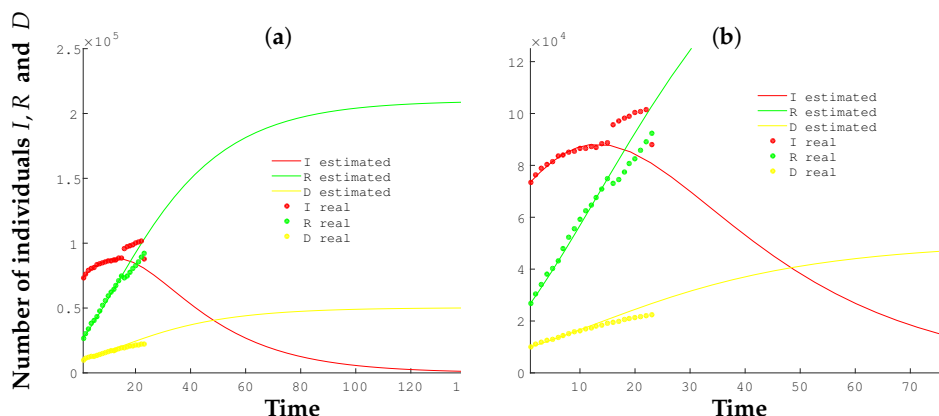 Number of individuals I, R and D
(a)
×10⁵
2.5
2
1.5
1
0.5
0
20 40 60 80 100 120 1
Time
I estimated
R estimated
D estimated
I real
R real
D real
(b)
×10⁴
12
10
8
6
4
2
0
10 20 30 40 50 60 70
Time
I estimated
R estimated
D estimated
I real
R real
D real